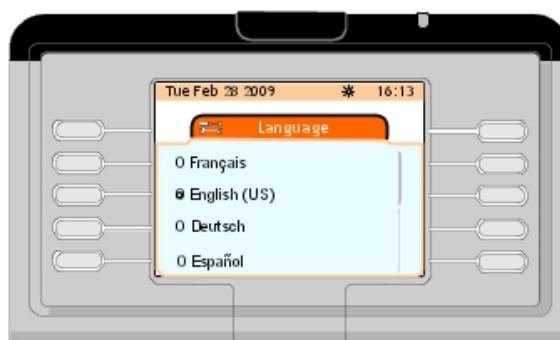 Tue Feb 28 2009 16:13
Language
Français
English (US)
Deutsch
Español